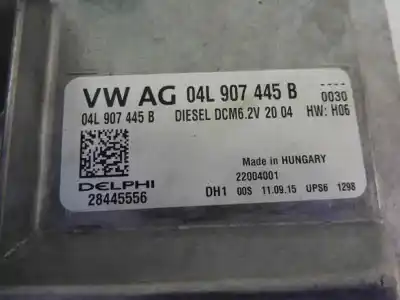 VW AG 04L 907 445 B
0030
04L 907 445 B DIESEL DCM6.2V 20 04 HW: H06
Made in HUNGARY
22004001
DELPHI
28445556
DH1 00S 11.09.15 UPS6 1298